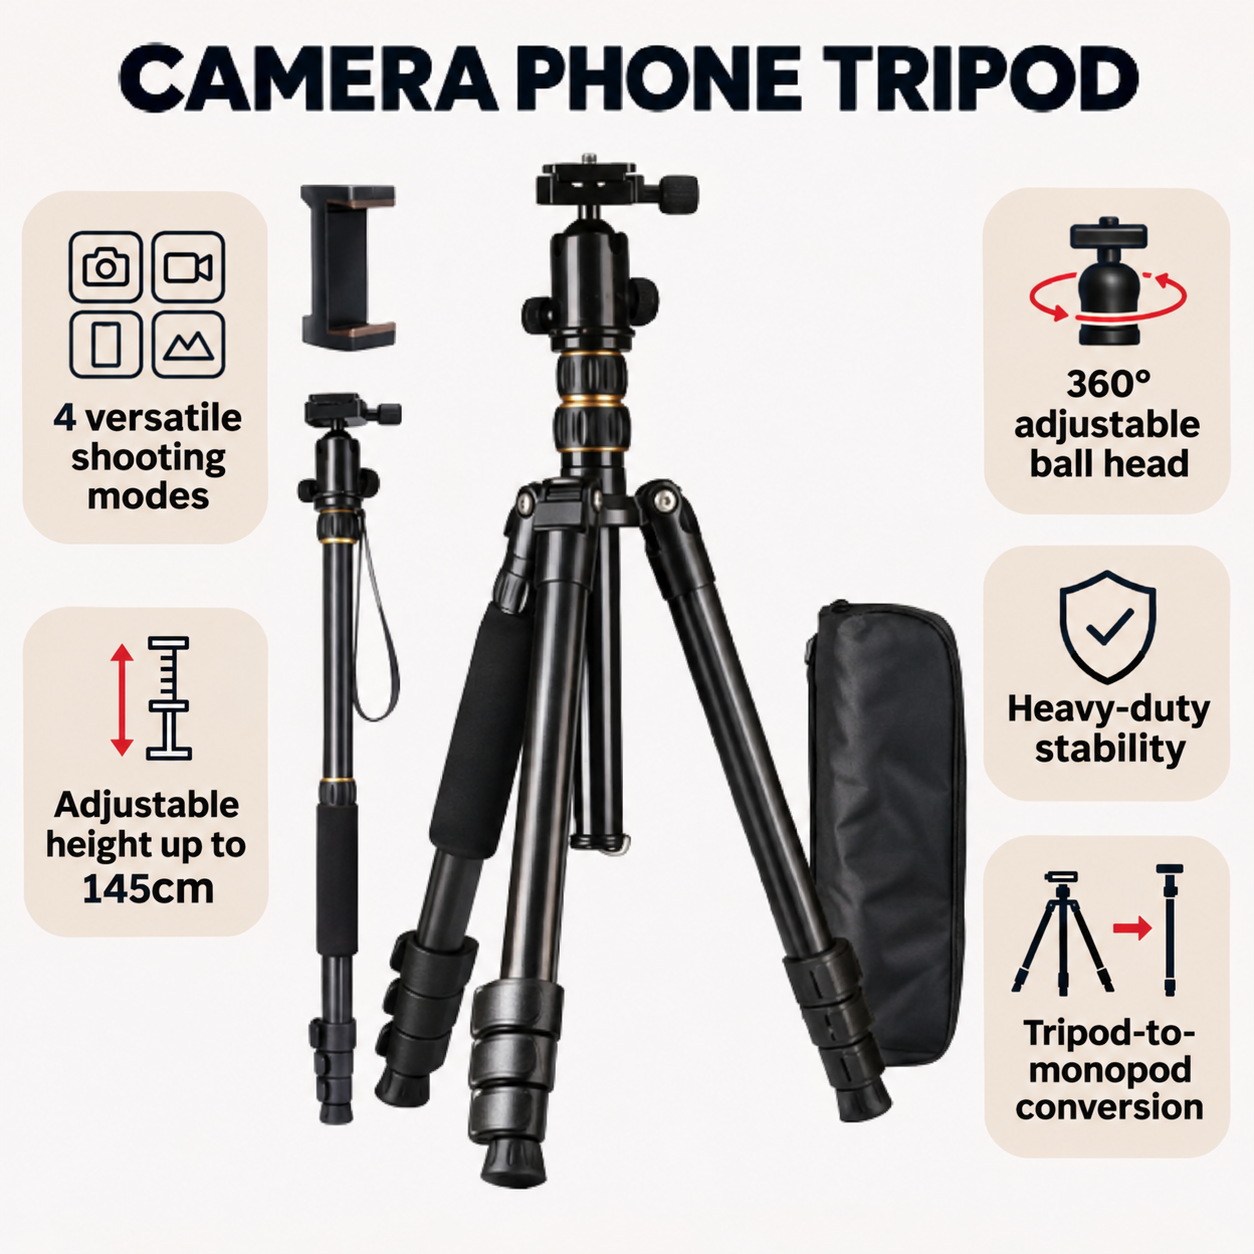 CAMERA PHONE TRIPOD
4 versatile
shooting
modes
Adjustable
height up to
145cm
360°
adjustable
ball head
Heavy-duty
stability
Tripod-to-
monopod
conversion